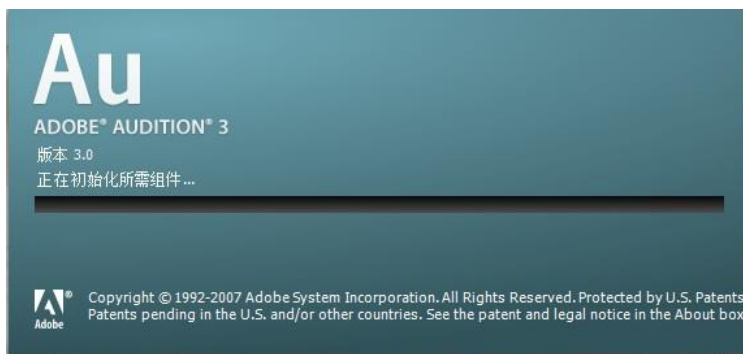 Au
ADOBE® AUDITION® 3
版本 3.0
正在初始化所需组件...
Adobe
Copyright © 1992-2007 Adobe System Incorporation. All Rights Reserved. Protected by U.S. Patents
Patents pending in the U.S. and/or other countries. See the patent and legal notice in the About box